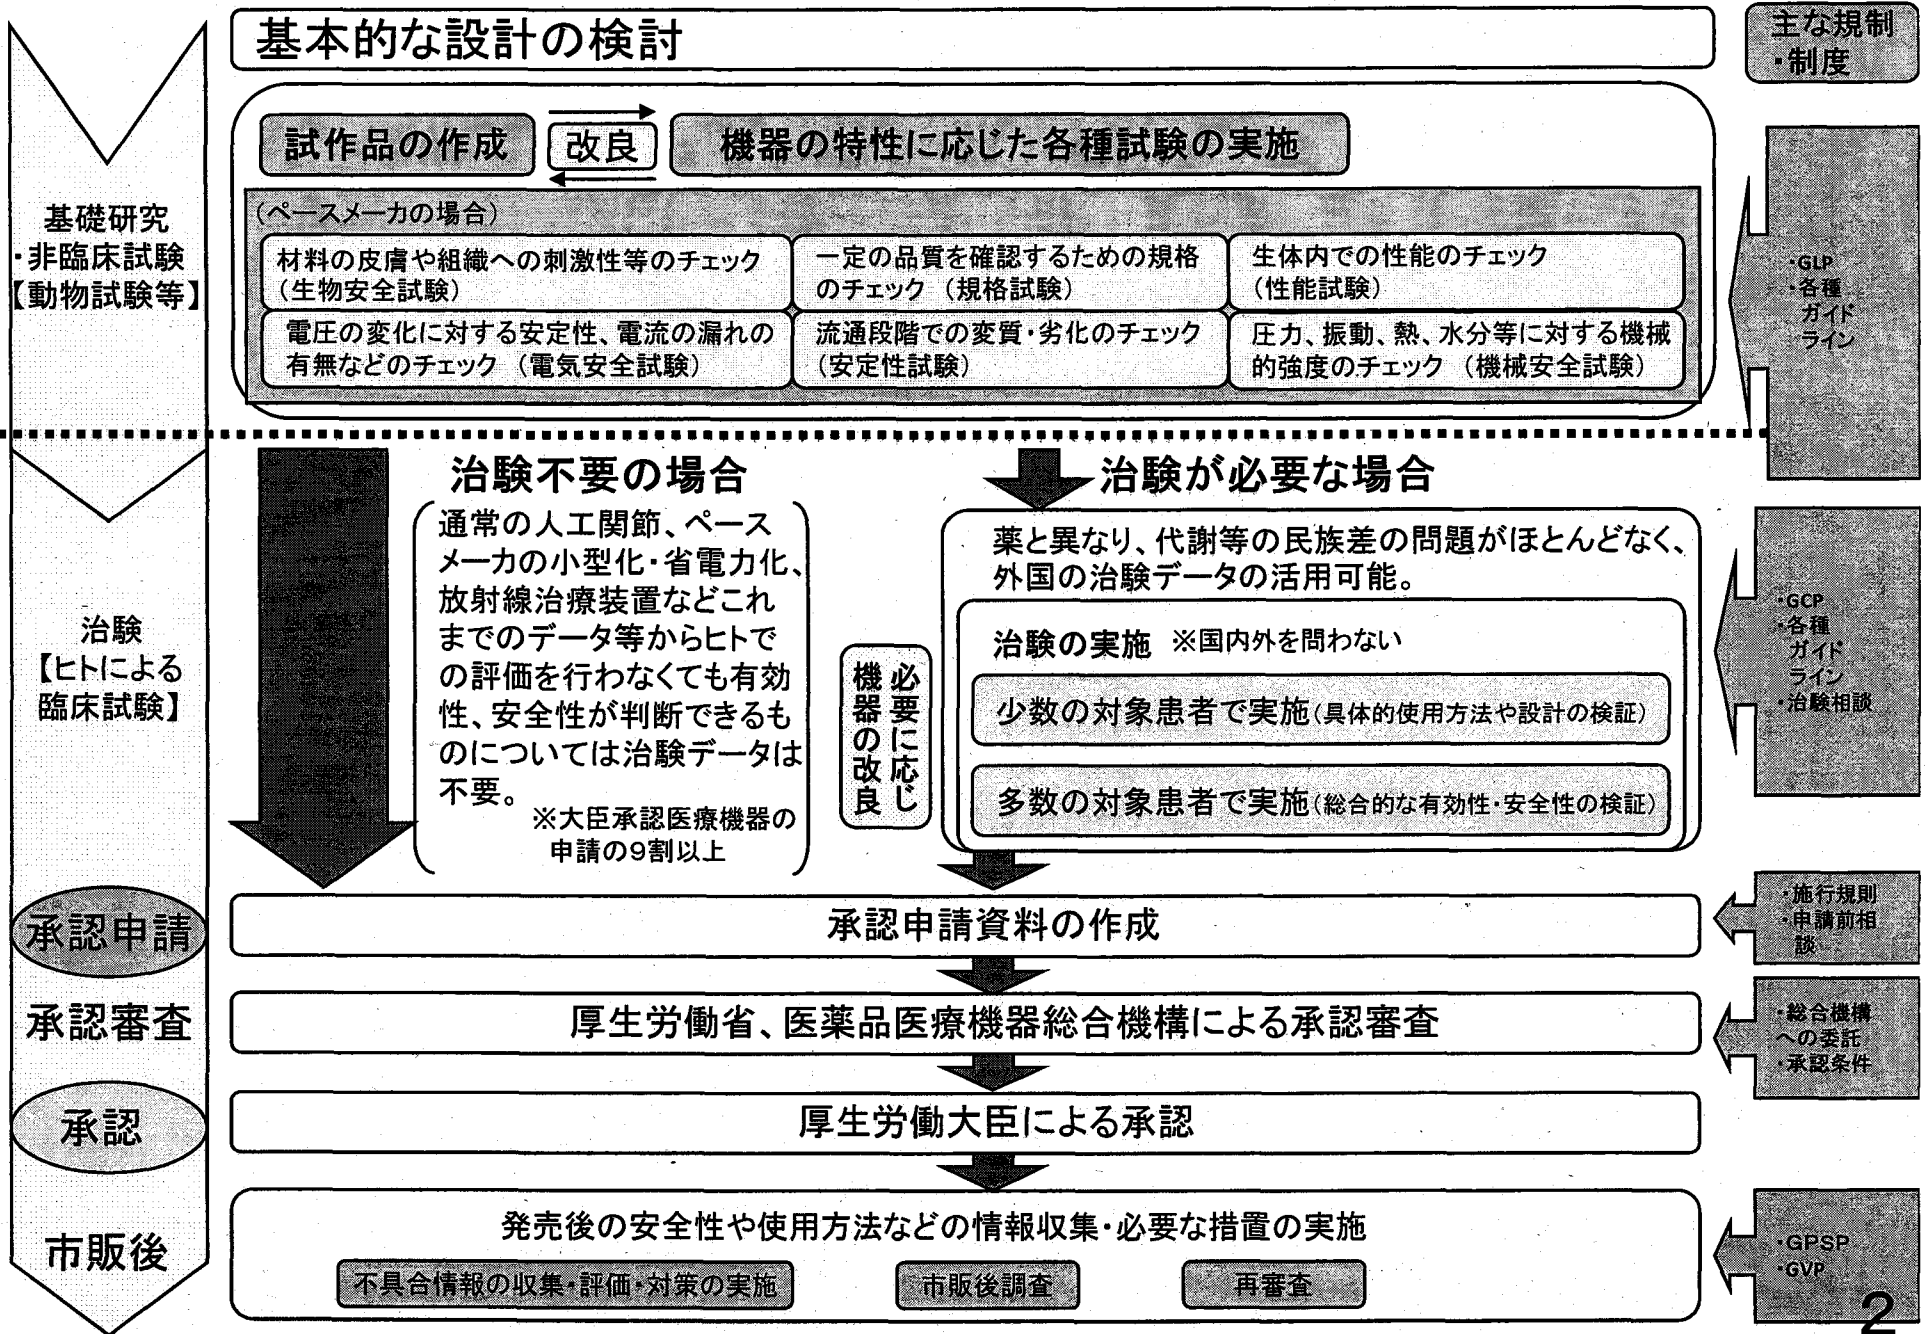 基本的な設計の検討
主な規制
・制度
試作品の作成
改良
機器の特性に応じた各種試験の実施
基礎研究
・非臨床試験
【動物試験等】
(ペースメーカの場合)
材料の皮膚や組織への刺激性等のチェック
(生物安全試験)
一定の品質を確認するための規格
のチェック (規格試験)
生体内での性能のチェック
(性能試験)
電圧の変化に対する安定性、電流の漏れの
有無などのチェック (電気安全試験)
流通段階での変質・劣化のチェック
(安定性試験)
圧力、振動、熱、水分等に対する機械
的強度のチェック (機械安全試験)
・GLP
・各種
ガイド
ライン
治験
【ヒトによる
臨床試験】
治験不要の場合
通常の人工関節、ペース
メーカの小型化・省電力化、
放射線治療装置などこれ
までのデータ等からヒトで
の評価を行わなくても有効
性、安全性が判断できるも
のについては治験データは
不要。
※大臣承認医療機器の
申請の9割以上
治験が必要な場合
薬と異なり、代謝等の民族差の問題がほとんどなく、
外国の治験データの活用可能。
必要に応じ
機器の改良
治験の実施 ※国内外を問わない
少数の対象患者で実施(具体的使用方法や設計の検証)
多数の対象患者で実施(総合的な有効性・安全性の検証)
・GCP
・各種
ガイド
ライン
・治験相談
承認申請
承認申請資料の作成
・施行規則
・申請前相
談
承認審査
厚生労働省、医薬品医療機器総合機構による承認審査
・総合機構
への委託
・承認条件
承認
厚生労働大臣による承認
市販後
発売後の安全性や使用方法などの情報収集・必要な措置の実施
不具合情報の収集・評価・対策の実施
市販後調査
再審査
・GPSP
・GVP
2